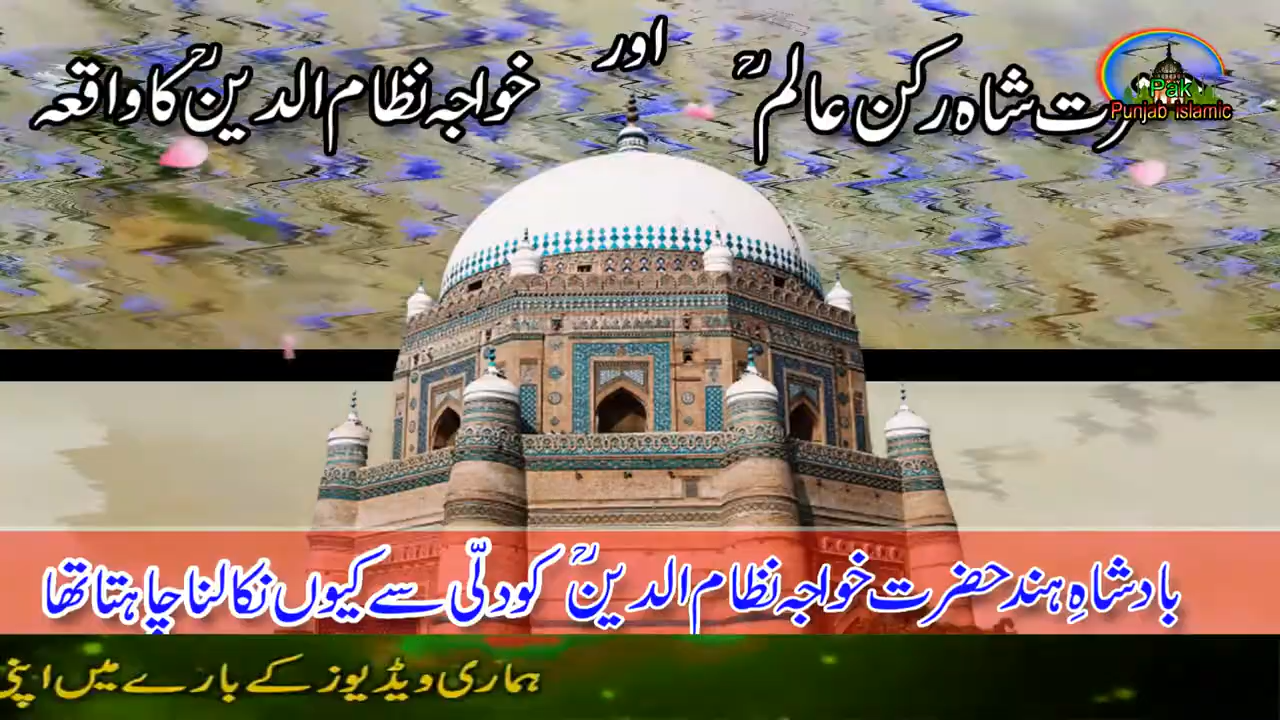 شاہ رکن عالمؒ اور خواجہ نظام الدینؒ کا واقعہ
Pak
Punjab islamic
بادشاہِ ہند حضرت خواجہ نظام الدینؒ کو دلّی سے کیوں نکالنا چاہتا تھا
ہماری ویڈیوز کے بارے میں اپنی